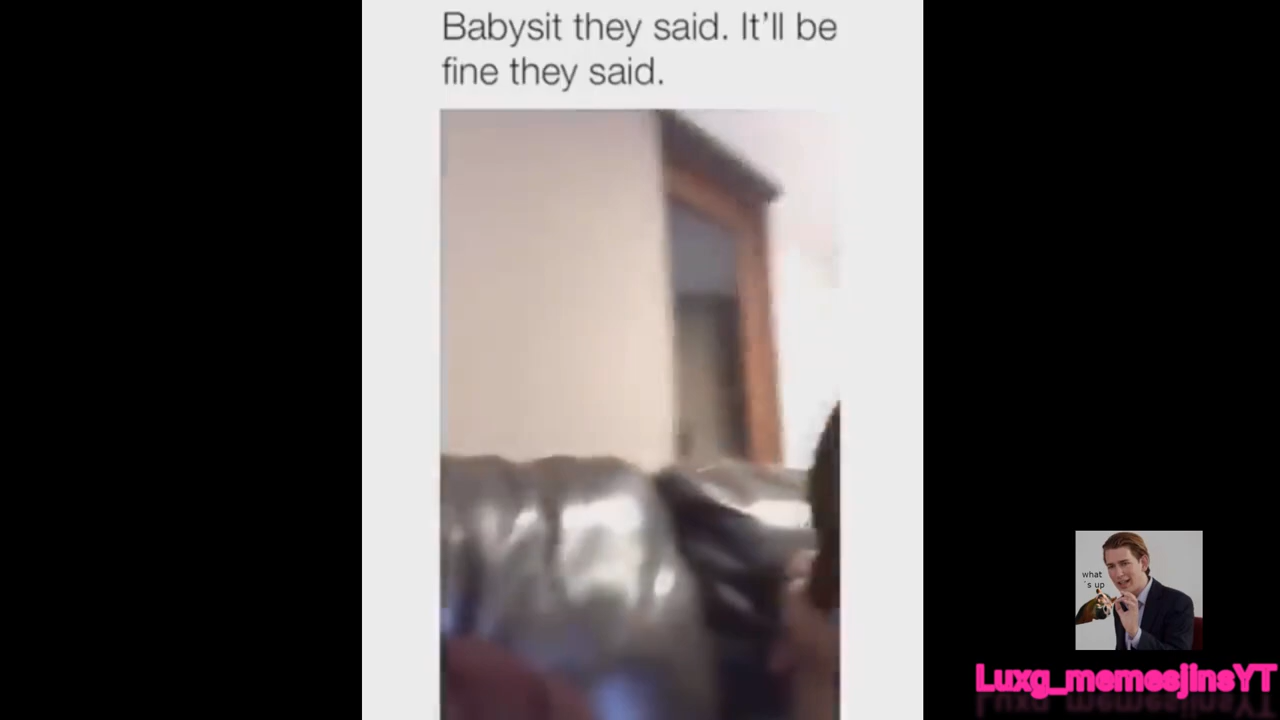 Babysit they said. It’ll be
fine they said.
what
's up
Luxg_memesjinsYT